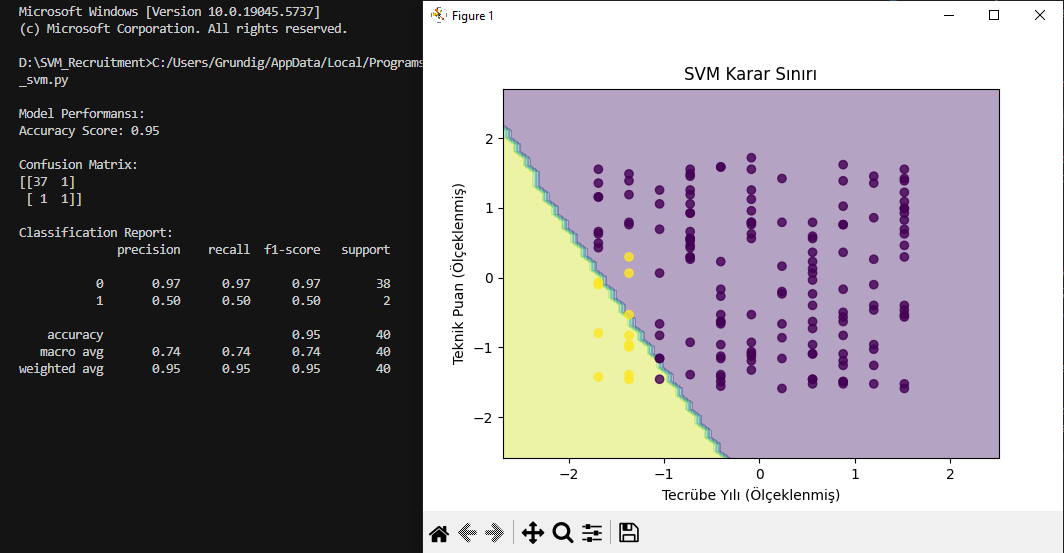 Microsoft Windows [Version 10.0.19045.5737]
(c) Microsoft Corporation. All rights reserved.
D:\SVM_Recruitment>C:/Users/Grundig/AppData/Local/Programs
_svm.py
Model Performansı:
Accuracy Score: 0.95
Confusion Matrix:
[[37 1]
[ 1 1]]
Classification Report:
precision recall f1-score support
0 0.97 0.97 0.97 38
1 0.50 0.50 0.50 2
accuracy 0.95 40
macro avg 0.74 0.74 0.74 40
weighted avg 0.95 0.95 0.95 40
Figure 1
SVM Karar Sınırı
2
1
0
−1
−2
Teknik Puan (Ölçeklenmiş)
−2 −1 0 1 2
Tecrübe Yılı (Ölçeklenmiş)